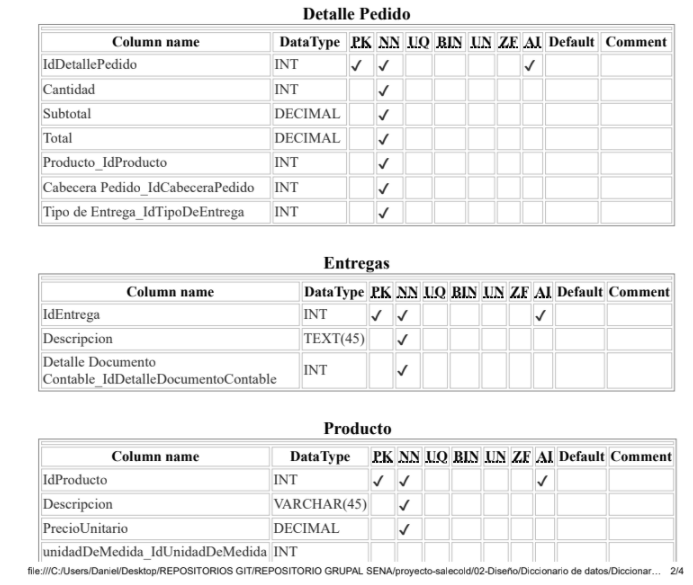 Detalle Pedido
Column name DataType PK NN UQ BIN UN ZF AI Default Comment
IdDetallePedido INT ✓ ✓ ✓
Cantidad INT ✓
Subtotal DECIMAL ✓
Total DECIMAL ✓
Producto_IdProducto INT ✓
Cabecera Pedido_IdCabeceraPedido INT ✓
Tipo de Entrega_IdTipoDeEntrega INT ✓
Entregas
Column name DataType PK NN UQ BIN UN ZF AI Default Comment
IdEntrega INT ✓ ✓ ✓
Descripcion TEXT(45) ✓
Detalle Documento
Contable_IdDetalleDocumentoContable INT ✓
Producto
Column name DataType PK NN UQ BIN UN ZF AI Default Comment
IdProducto INT ✓ ✓ ✓
Descripcion VARCHAR(45) ✓
PrecioUnitario DECIMAL ✓
unidadDeMedida_IdUnidadDeMedida INT
file:///C:/Users/Daniel/Desktop/REPOSITORIOS GIT/REPOSITORIO GRUPAL SENA/proyecto-salecold/02-Diseño/Diccionario de datos/Diccionar… 2/4